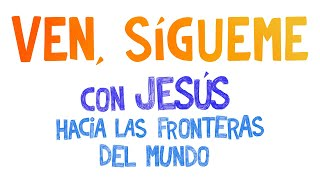 VEN, SÍGUEME
CON JESÚS
HACIA LAS FRONTERAS
DEL MUNDO